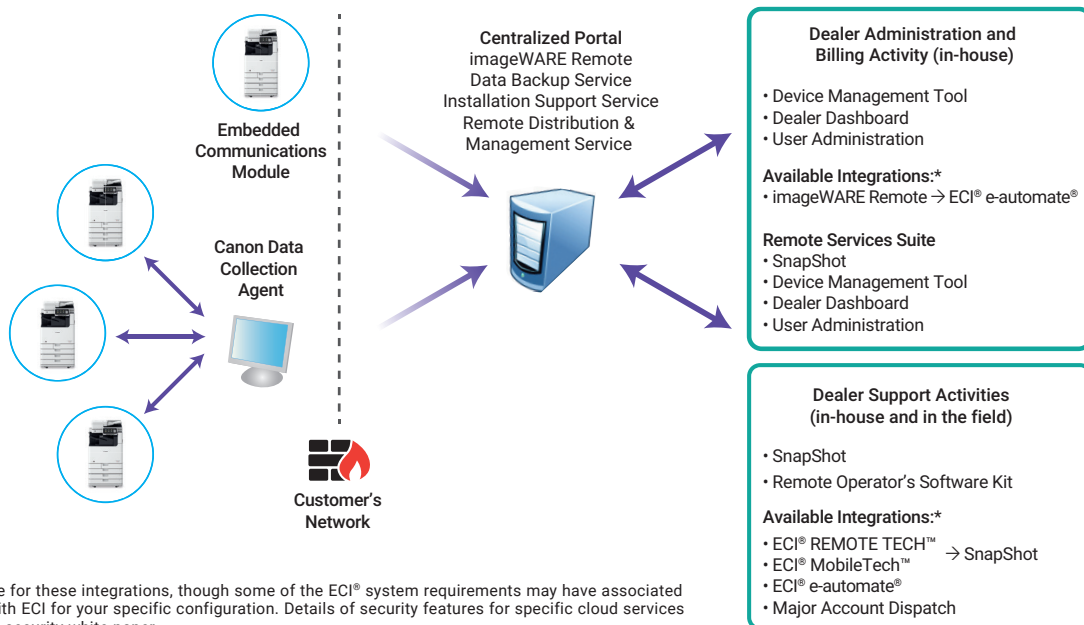 Embedded
Communications
Module
Canon Data
Collection
Agent
Customer's
Network
Centralized Portal
imageWARE Remote
Data Backup Service
Installation Support Service
Remote Distribution &
Management Service
Dealer Administration and
Billing Activity (in-house)
• Device Management Tool
• Dealer Dashboard
• User Administration
Available Integrations:*
• imageWARE Remote → ECI® e-automate®
Remote Services Suite
• SnapShot
• Device Management Tool
• Dealer Dashboard
• User Administration
Dealer Support Activities
(in-house and in the field)
• SnapShot
• Remote Operator's Software Kit
Available Integrations:*
• ECI® REMOTE TECH™
• ECI® MobileTech™
→ SnapShot
• ECI® e-automate®
• Major Account Dispatch
for these integrations, though some of the ECI® system requirements may have associated
with ECI for your specific configuration. Details of security features for specific cloud services